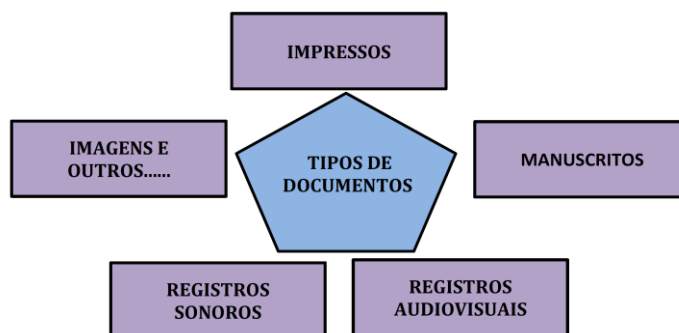 IMPRESSOS
IMAGENS E
OUTROS......
TIPOS DE
DOCUMENTOS
MANUSCRITOS
REGISTROS
SONOROS
REGISTROS
AUDIOVISUAIS